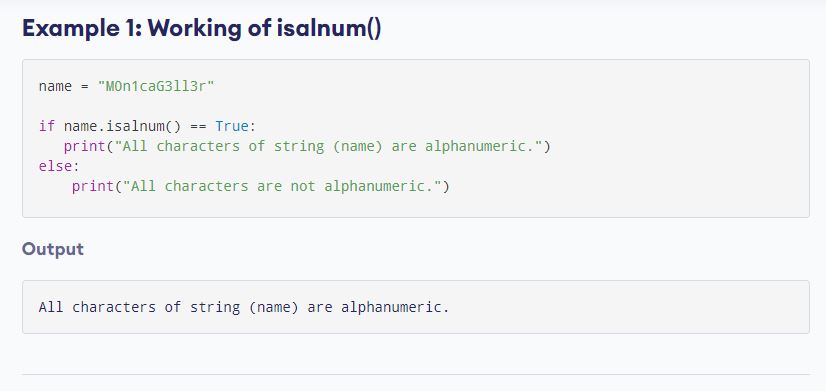 Example 1: Working of isalnum()
name = "M0n1caG3ll3r"
if name.isalnum() == True:
   print("All characters of string (name) are alphanumeric.")
else:
    print("All characters are not alphanumeric.")
Output
All characters of string (name) are alphanumeric.